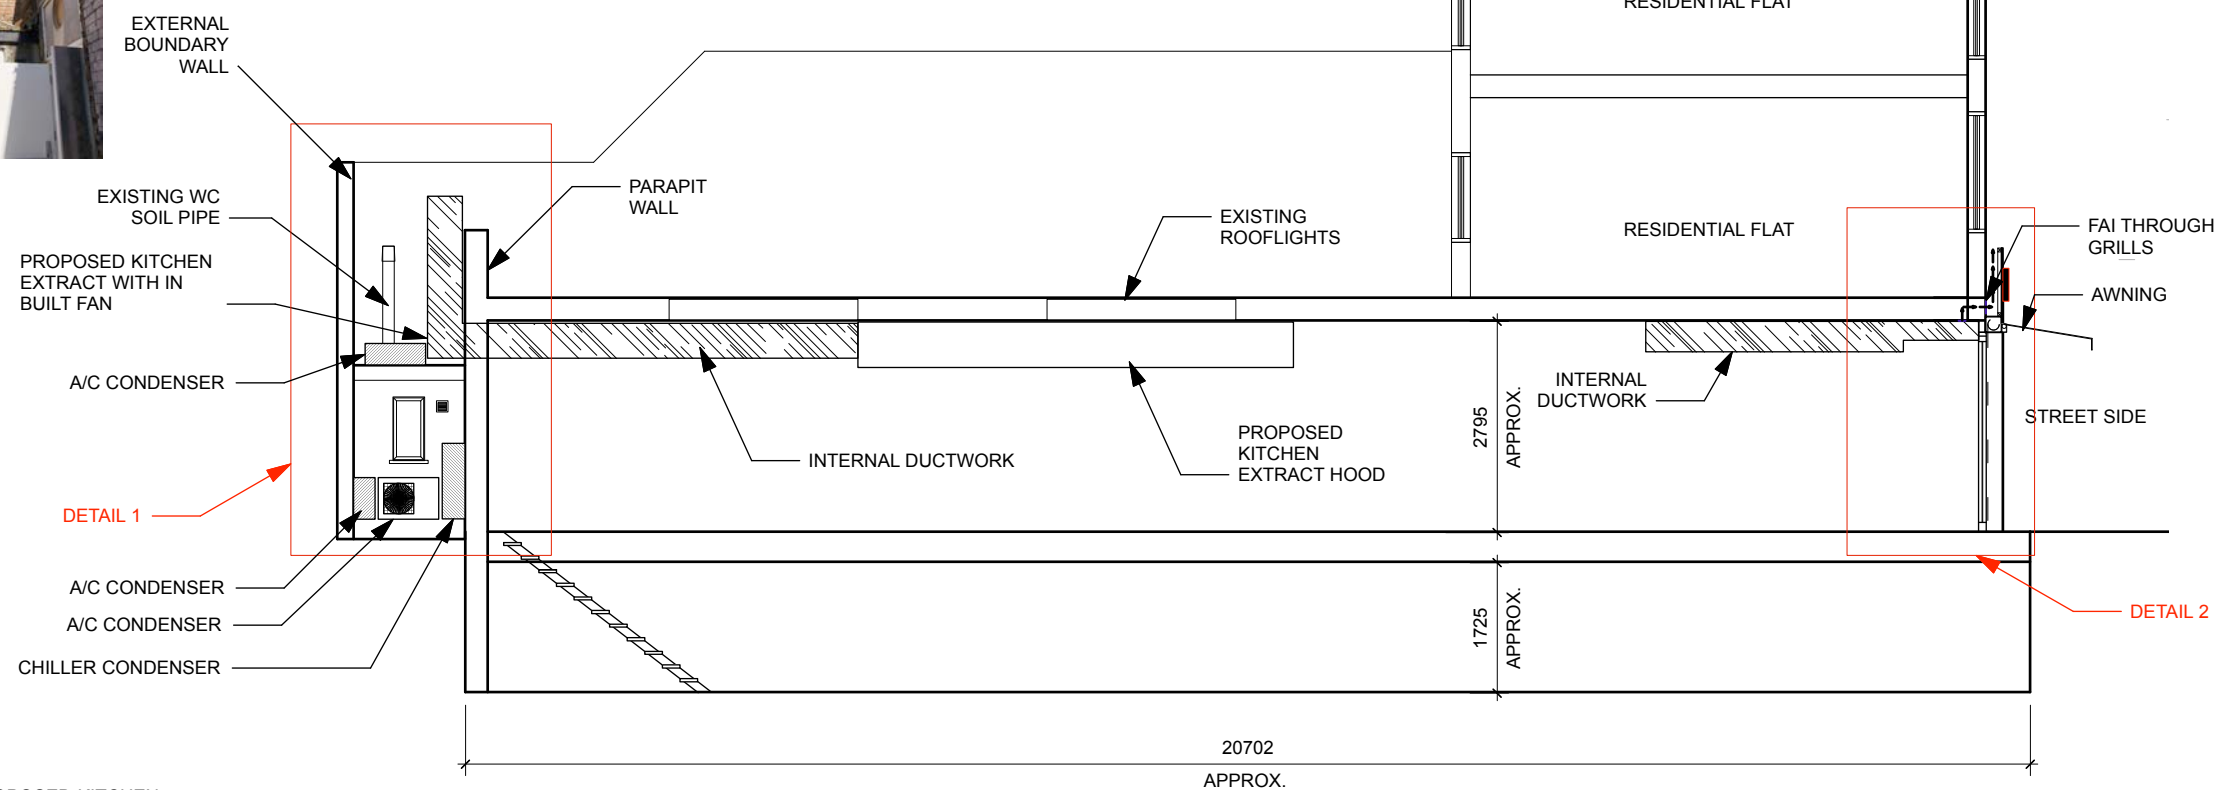 RESIDENTIAL FLAT
EXTERNAL
BOUNDARY
WALL
EXISTING WC
SOIL PIPE
PARAPIT
WALL
EXISTING
ROOFLIGHTS
RESIDENTIAL FLAT
FAI THROUGH
GRILLS
PROPOSED KITCHEN
EXTRACT WITH IN
BUILT FAN
AWNING
A/C CONDENSER
INTERNAL
DUCTWORK
2795
APPROX.
STREET SIDE
INTERNAL DUCTWORK
PROPOSED
KITCHEN
EXTRACT HOOD
DETAIL 1
A/C CONDENSER
A/C CONDENSER
CHILLER CONDENSER
1725
APPROX.
DETAIL 2
20702
APPROX.